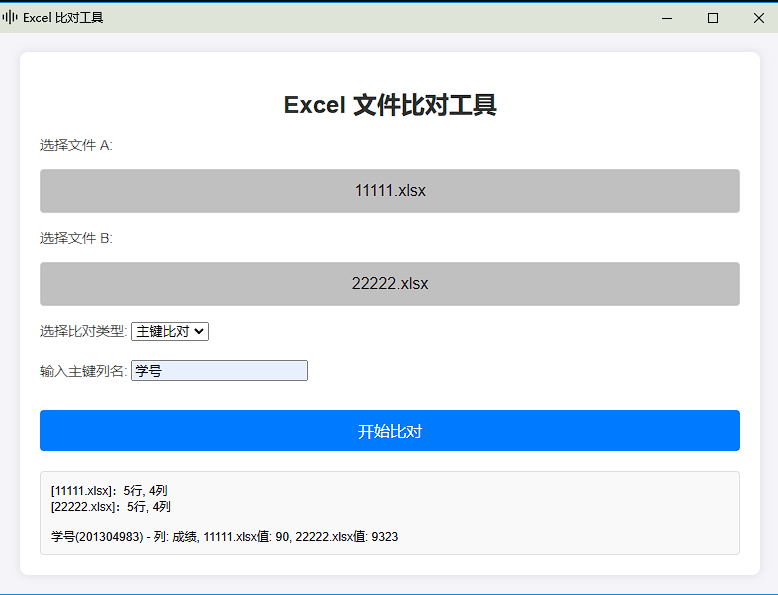 Excel 比对工具
Excel 文件比对工具
选择文件 A:
11111.xlsx
选择文件 B:
22222.xlsx
选择比对类型: 主键比对
输入主键列名: 学号
开始比对
[11111.xlsx]：5行, 4列
[22222.xlsx]：5行, 4列
学号(201304983) - 列: 成绩, 11111.xlsx值: 90, 22222.xlsx值: 9323